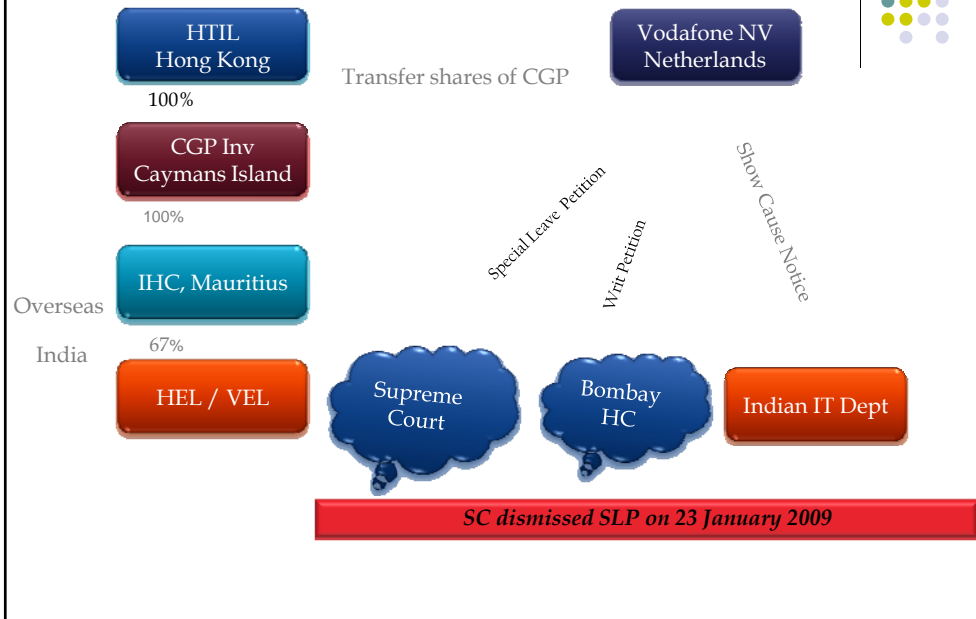 HTIL
Hong Kong
Transfer shares of CGP
Vodafone NV
Netherlands
100%
CGP Inv
Caymans Island
100%
Special Leave Petition
Writ Petition
Show Cause Notice
IHC, Mauritius
Overseas
India
67%
HEL / VEL
Supreme
Court
Bombay
HC
Indian IT Dept
SC dismissed SLP on 23 January 2009